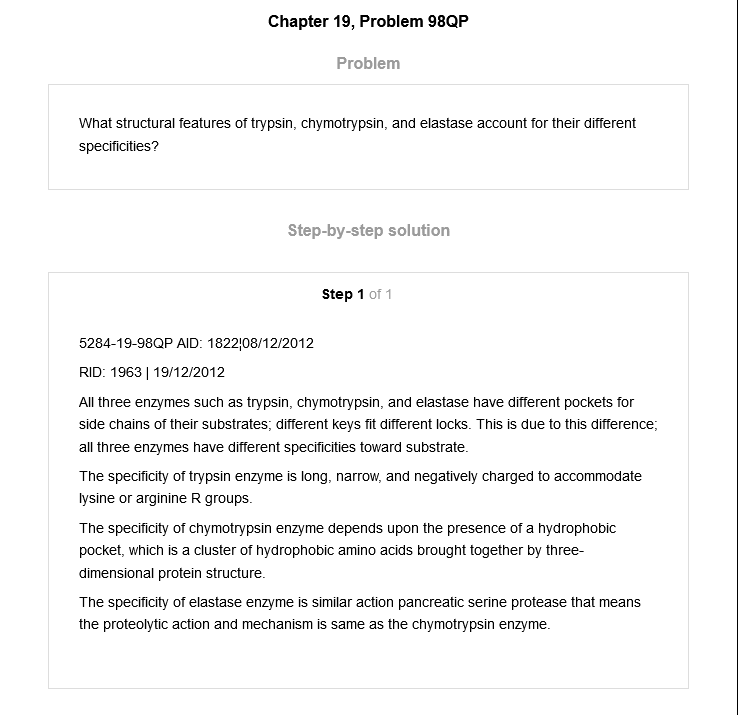 Chapter 19, Problem 98QP
Problem
What structural features of trypsin, chymotrypsin, and elastase account for their different
specificities?
Step-by-step solution
Step 1 of 1
5284-19-98QP AID: 1822¦08/12/2012
RID: 1963 | 19/12/2012
All three enzymes such as trypsin, chymotrypsin, and elastase have different pockets for
side chains of their substrates; different keys fit different locks. This is due to this difference;
all three enzymes have different specificities toward substrate.
The specificity of trypsin enzyme is long, narrow, and negatively charged to accommodate
lysine or arginine R groups.
The specificity of chymotrypsin enzyme depends upon the presence of a hydrophobic
pocket, which is a cluster of hydrophobic amino acids brought together by three-
dimensional protein structure.
The specificity of elastase enzyme is similar action pancreatic serine protease that means
the proteolytic action and mechanism is same as the chymotrypsin enzyme.